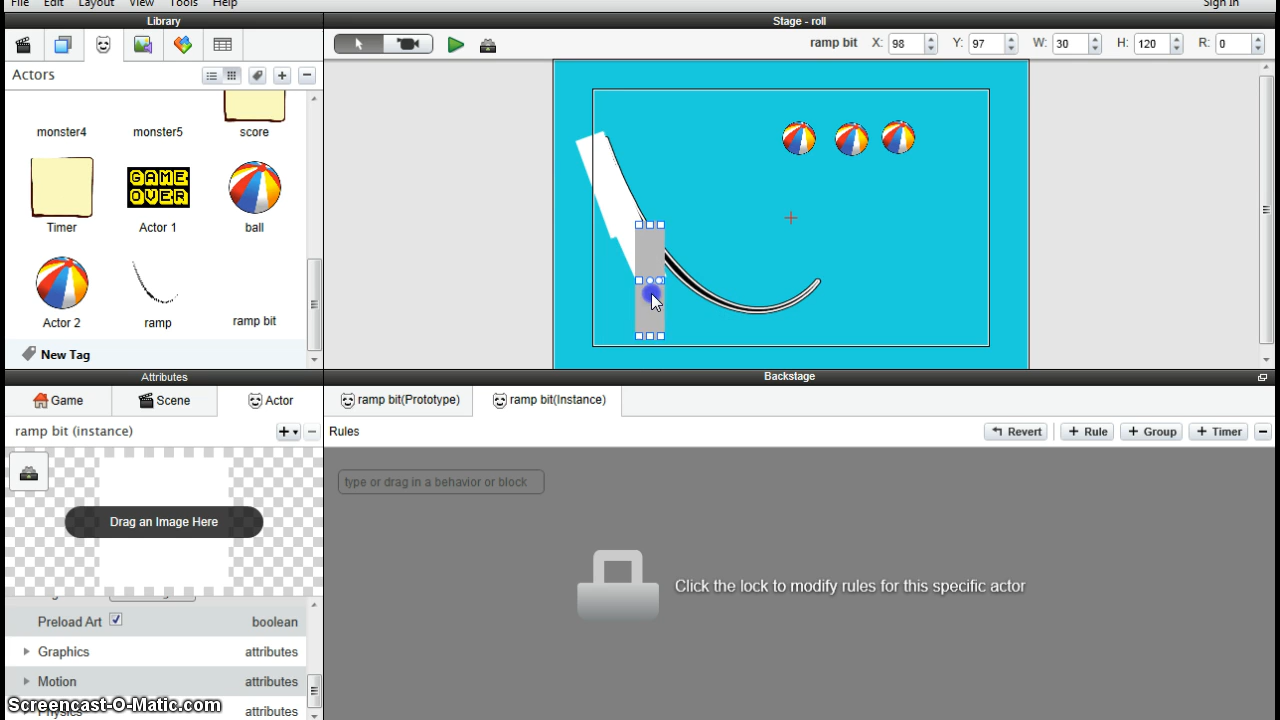 File Edit Layout View Tools Help Sign In
Library
Stage - roll
ramp bit X: 98 Y: 97 W: 30 H: 120 R: 0
Actors
monster4 monster5 score
GAME
OVER
Timer Actor 1 ball
Actor 2 ramp ramp bit
New Tag
Attributes
Backstage
Game Scene Actor
ramp bit(Prototype) ramp bit(Instance)
ramp bit (instance)
Rules
Revert + Rule + Group + Timer
type or drag in a behavior or block
Drag an Image Here
Click the lock to modify rules for this specific actor
Preload Art boolean
Graphics attributes
Motion attributes
Physics attributes
Screencast-O-Matic.com